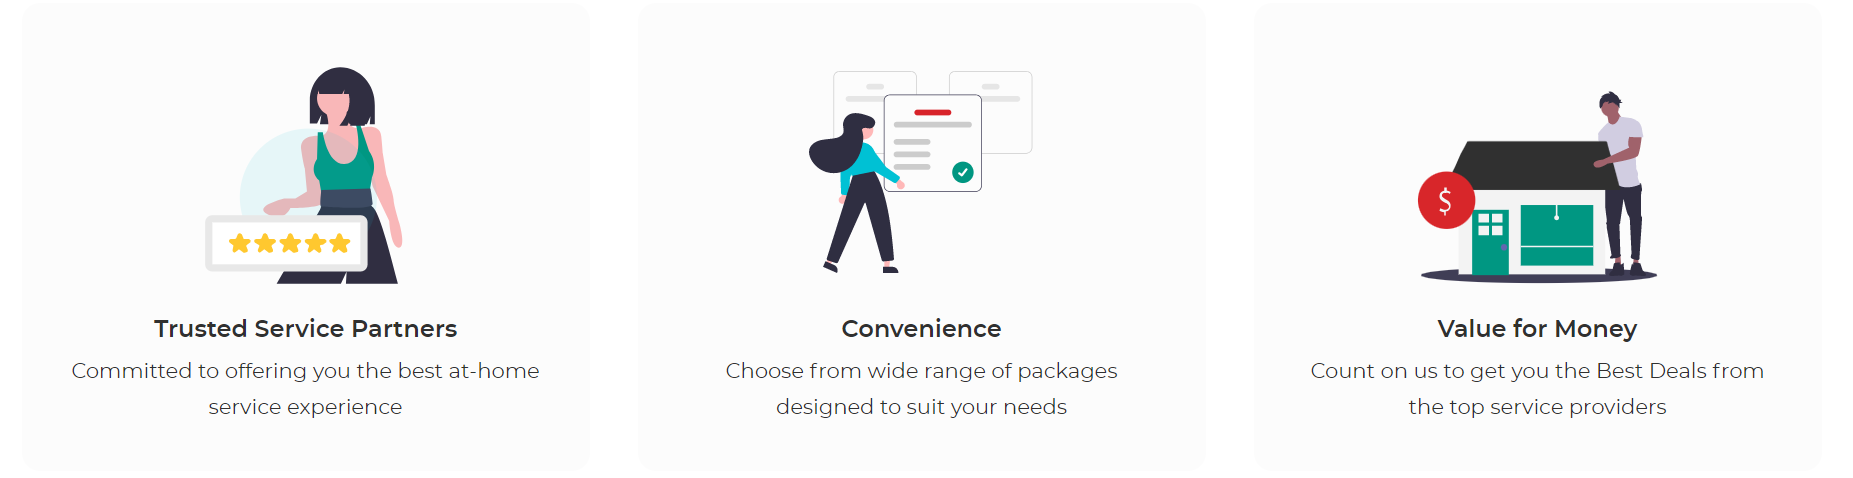 $
Trusted Service Partners
Committed to offering you the best at-home
service experience
Convenience
Choose from wide range of packages
designed to suit your needs
Value for Money
Count on us to get you the Best Deals from
the top service providers